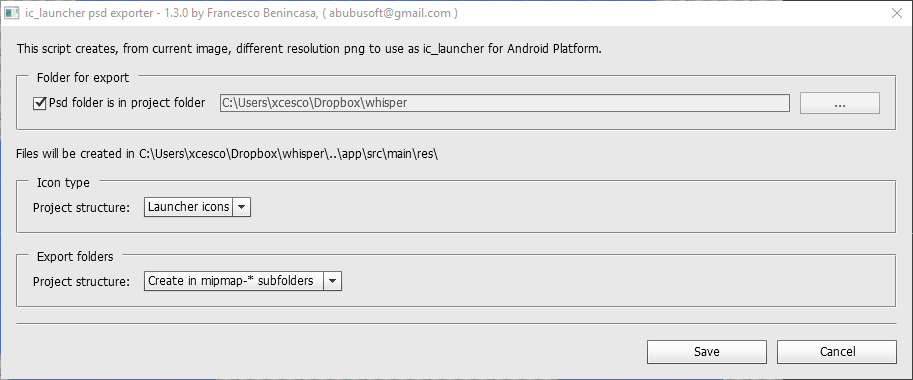 ic_launcher psd exporter - 1.3.0 by Francesco Benincasa, ( abubusoft@gmail.com )
This script creates, from current image, different resolution png to use as ic_launcher for Android Platform.
Folder for export
Psd folder is in project folder C:\Users\xcesco\Dropbox\whisper ...
Files will be created in C:\Users\xcesco\Dropbox\whisper\..\app\src\main\res\
Icon type
Project structure: Launcher icons
Export folders
Project structure: Create in mipmap-* subfolders
Save Cancel